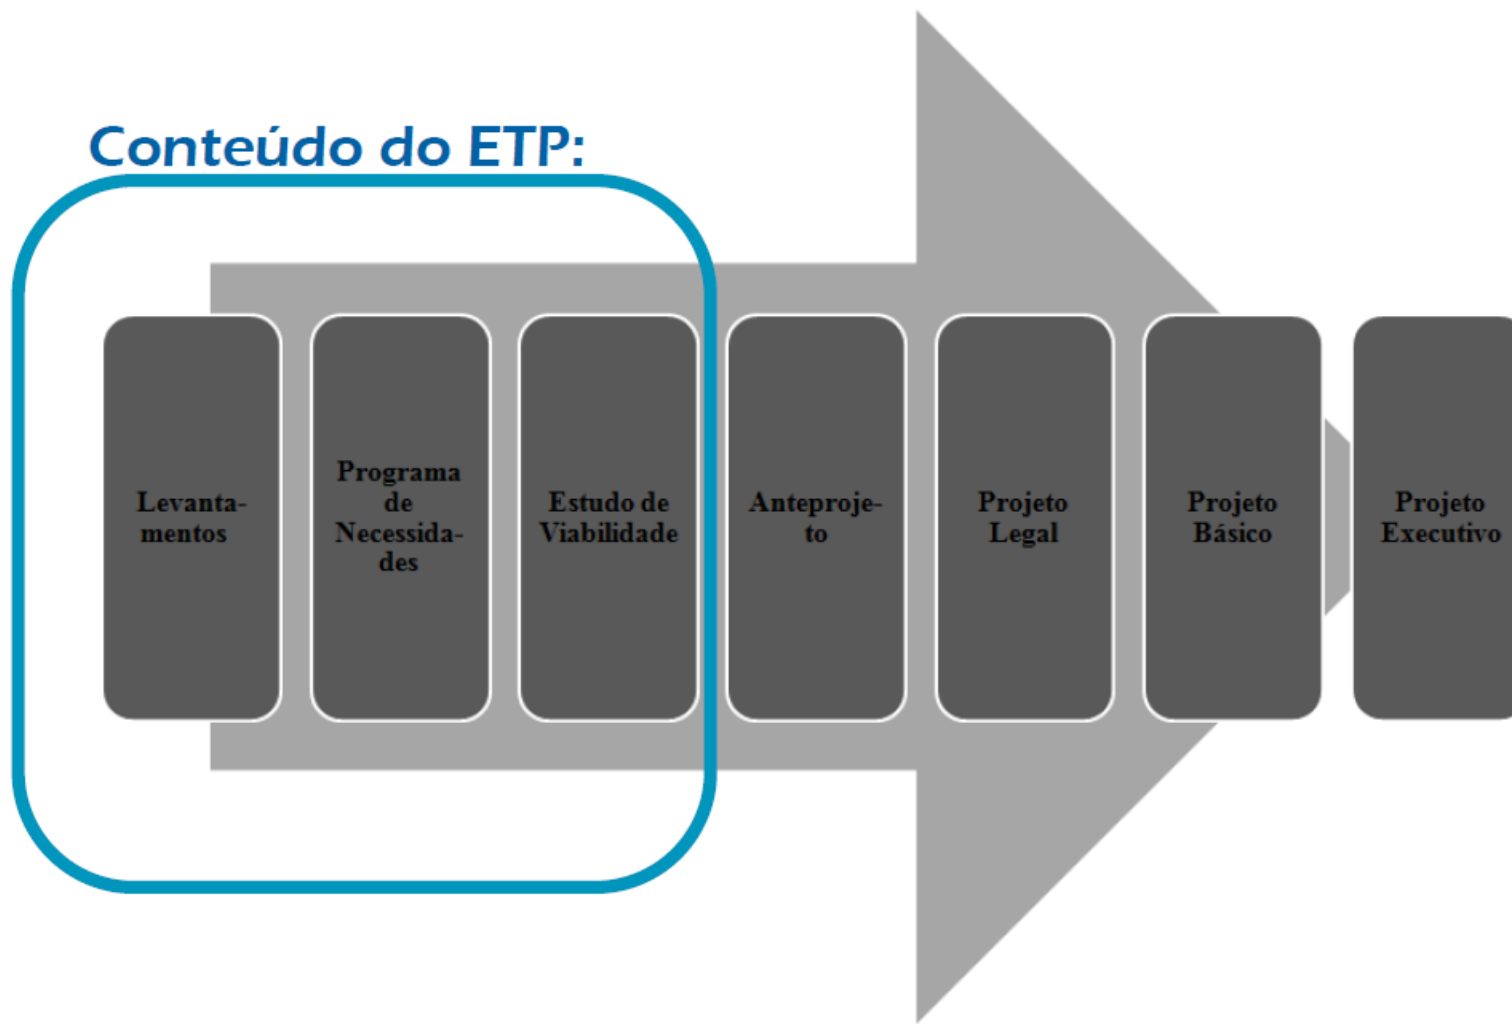 Conteúdo do ETP:
Levanta-
mentos
Programa
de
Necessida-
des
Estudo de
Viabilidade
Anteproje-
to
Projeto
Legal
Projeto
Básico
Projeto
Executivo